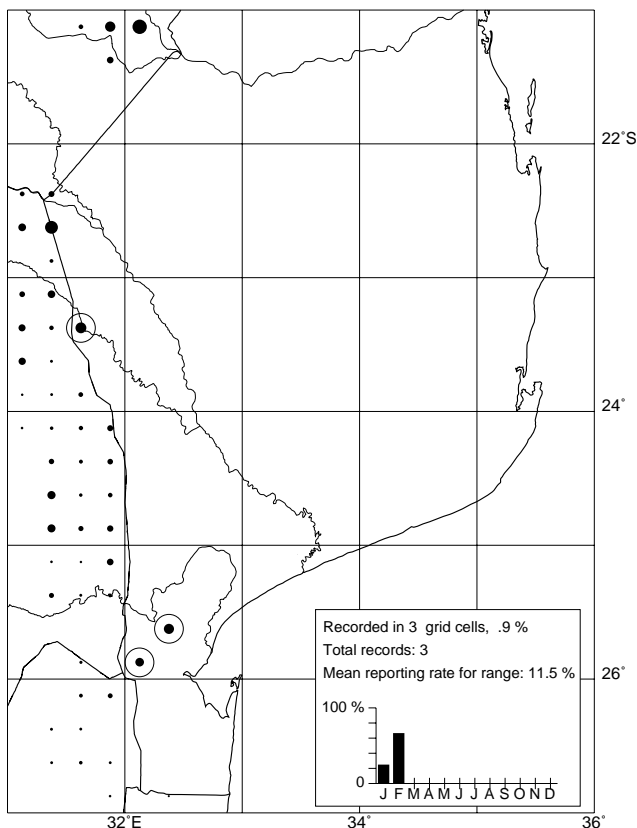 22°S
24°
26°
Recorded in 3 grid cells, .9 %
Total records: 3
Mean reporting rate for range: 11.5 %
100 %
0
J F M A M J J A S O N D
32°E 34° 36°